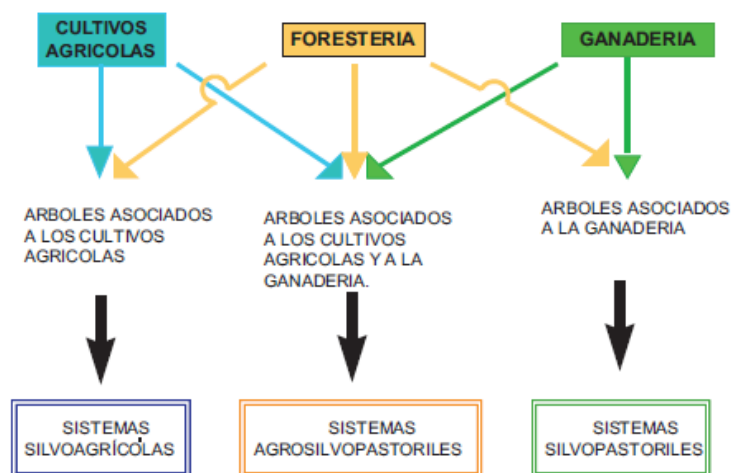 CULTIVOS
AGRICOLAS
FORESTERIA
GANADERIA
ARBOLES ASOCIADOS
A LOS CULTIVOS
AGRICOLAS
ARBOLES ASOCIADOS
A LOS CULTIVOS
AGRICOLAS Y A LA
GANADERIA.
ARBOLES ASOCIADOS
A LA GANADERIA
SISTEMAS
SILVOAGRÍCOLAS
SISTEMAS
AGROSILVOPASTORILES
SISTEMAS
SILVOPASTORILES